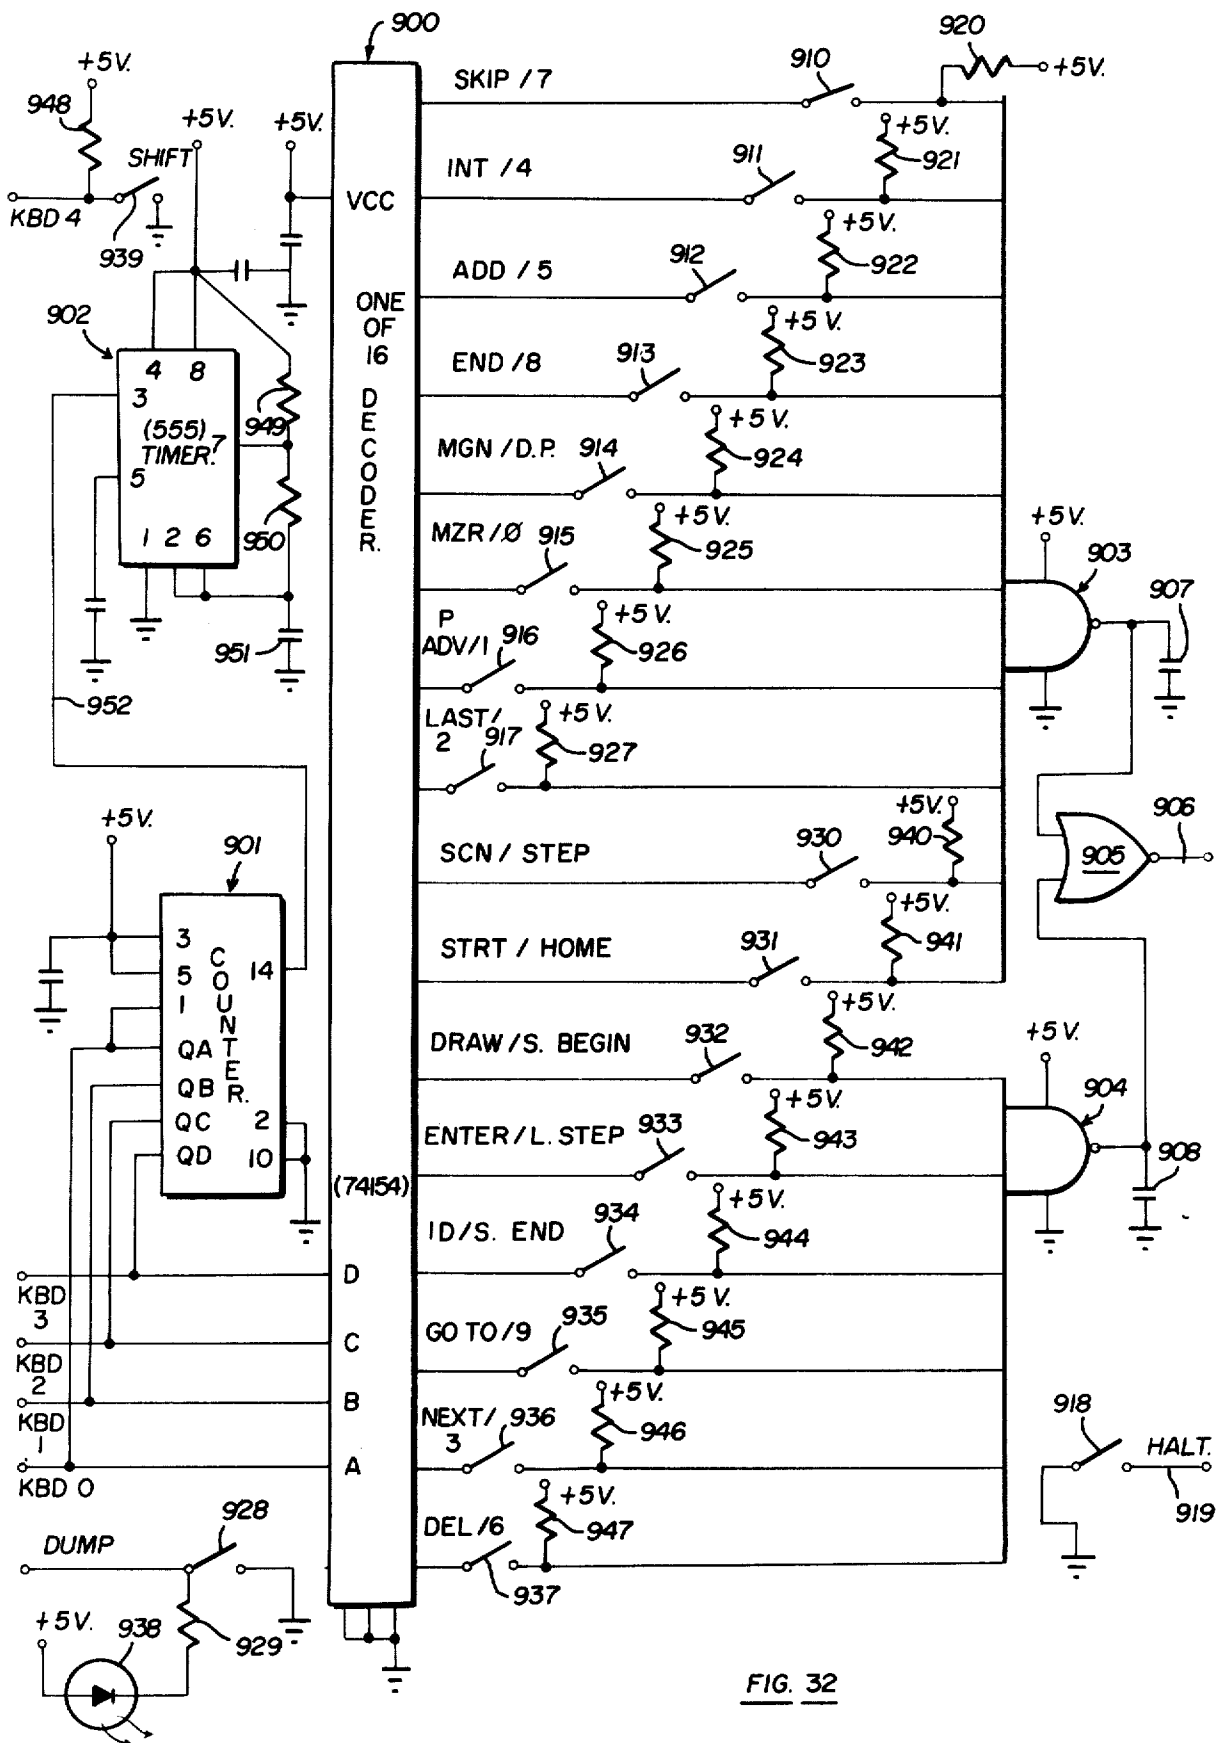 900
+5V.
948
SHIFT
KBD 4
939
+5V.
+5V.
902
4 8
3
(555)
TIMER.
7
5
1 2 6
949
950
951
952
+5V.
901
3
5
1
QA
QB
QC
QD
COUNTER.
14
2
10
KBD
3
KBD
2
KBD
1
KBD 0
DUMP
928
929
+5V.
938
VCC
ONE
OF
16
DECODER.
(74154)
D
C
B
A
SKIP / 7
910
920
+5V.
INT / 4
911
+5V.
921
ADD / 5
912
+5V.
922
END / 8
913
+5V.
923
MGN / D.P.
914
+5V.
924
MZR / Ø
915
+5V.
925
P
ADV/1
916
+5V.
926
LAST/
2
917
+5V.
927
SCN / STEP
930
+5V.
940
STRT / HOME
931
+5V.
941
DRAW / S. BEGIN
932
+5V.
942
ENTER / L. STEP
933
+5V.
943
ID/S. END
934
+5V.
944
GO TO / 9
935
+5V.
945
NEXT/
3
936
+5V.
946
DEL /6
937
+5V.
947
+5V.
903
907
905
906
+5V.
904
908
918
HALT.
919
FIG. 32